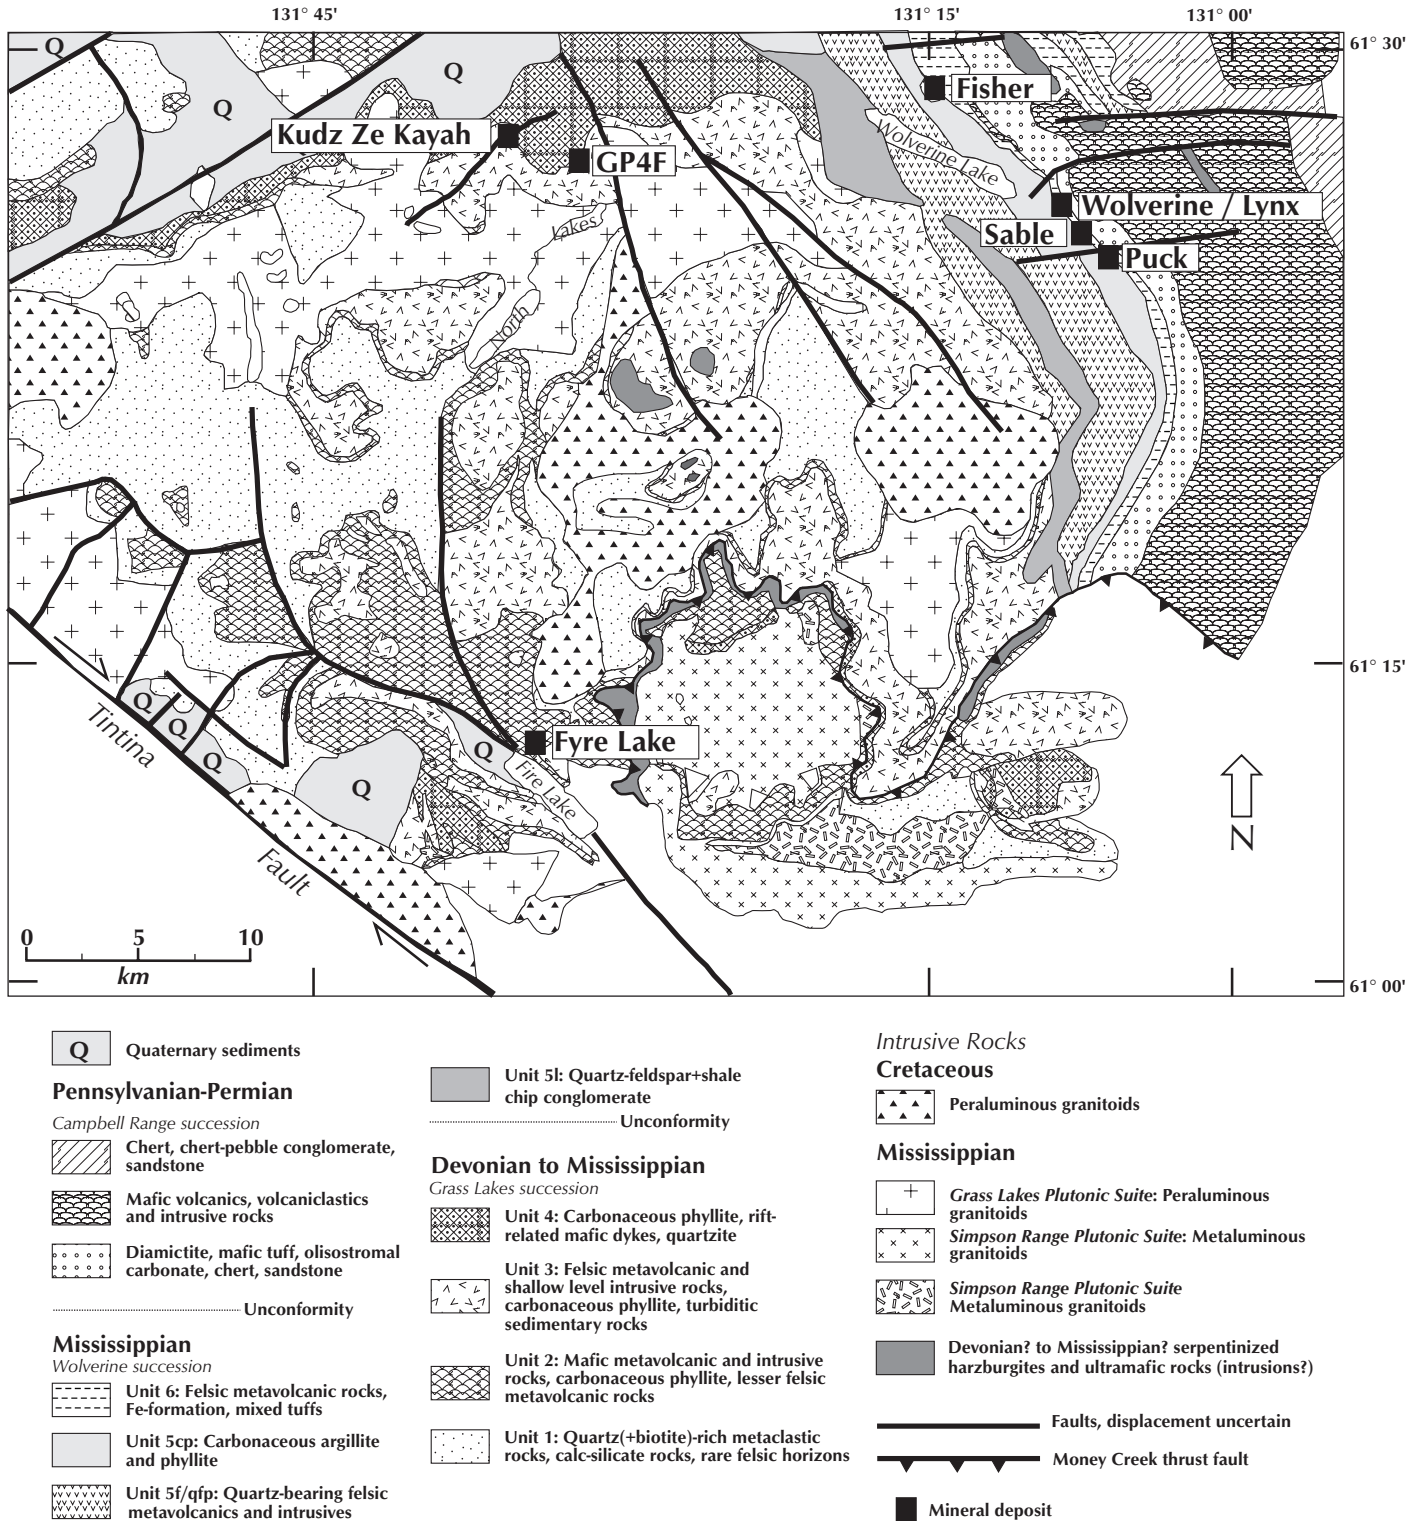 131° 45'
131° 15'
131° 00'
61° 30'
Q
Q
Q
Fisher
Kudz Ze Kayah
Wolverine Lake
GP4F
Wolverine / Lynx
Lakes
Sable
Puck
North
61° 15'
Q
Q
Q
Q
Q
Tintina
Fyre Lake
Fire Lake
Fault
N
0 5 10
km
61° 00'
Q
Quaternary sediments
Pennsylvanian-Permian
Campbell Range succession
Chert, chert-pebble conglomerate,
sandstone
Mafic volcanics, volcaniclastics
and intrusive rocks
Diamictite, mafic tuff, olisostromal
carbonate, chert, sandstone
Unconformity
Mississippian
Wolverine succession
Unit 6: Felsic metavolcanic rocks,
Fe-formation, mixed tuffs
Unit 5cp: Carbonaceous argillite
and phyllite
Unit 5f/qfp: Quartz-bearing felsic
metavolcanics and intrusives
Unit 5l: Quartz-feldspar+shale
chip conglomerate
Unconformity
Devonian to Mississippian
Grass Lakes succession
Unit 4: Carbonaceous phyllite, rift-
related mafic dykes, quartzite
Unit 3: Felsic metavolcanic and
shallow level intrusive rocks,
carbonaceous phyllite, turbiditic
sedimentary rocks
Unit 2: Mafic metavolcanic and intrusive
rocks, carbonaceous phyllite, lesser felsic
metavolcanic rocks
Unit 1: Quartz(+biotite)-rich metaclastic
rocks, calc-silicate rocks, rare felsic horizons
Intrusive Rocks
Cretaceous
Peraluminous granitoids
Mississippian
Grass Lakes Plutonic Suite: Peraluminous
granitoids
Simpson Range Plutonic Suite: Metaluminous
granitoids
Simpson Range Plutonic Suite
Metaluminous granitoids
Devonian? to Mississippian? serpentinized
harzburgites and ultramafic rocks (intrusions?)
Faults, displacement uncertain
Money Creek thrust fault
Mineral deposit